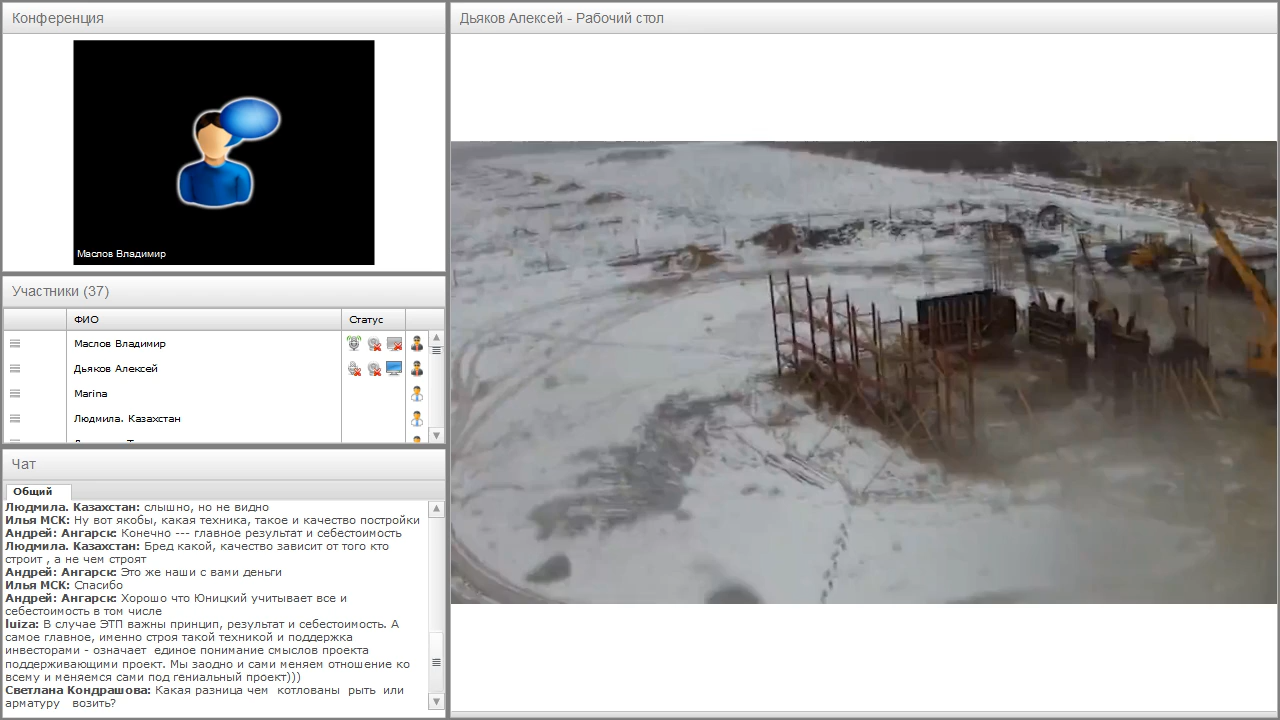 Конференция
Маслов Владимир
Участники (37)
ФИО
Статус
Маслов Владимир
Дьяков Алексей
Marina
Людмила. Казахстан
Чат
Общий
Людмила. Казахстан: слышно, но не видно
Илья МСК: Ну вот якобы, какая техника, такое и качество постройки
Андрей: Ангарск: Конечно --- главное результат и себестоимость
Людмила. Казахстан: Бред какой, качество зависит от того кто
строит , а не чем строят
Андрей: Ангарск: Это же наши с вами деньги
Илья МСК: Спасибо
Андрей: Ангарск: Хорошо что Юницкий учитывает все и
себестоимость в том числе
luiza: В случае ЭТП важны принцип, результат и себестоимость. А
самое главное, именно строя такой техникой и поддержка
инвесторами - означает единое понимание смыслов проекта
поддерживающими проект. Мы заодно и сами меняем отношение ко
всему и меняемся сами под гениальный проект)))
Светлана Кондрашова: Какая разница чем котлованы рыть или
арматуру возить?
Дьяков Алексей - Рабочий стол